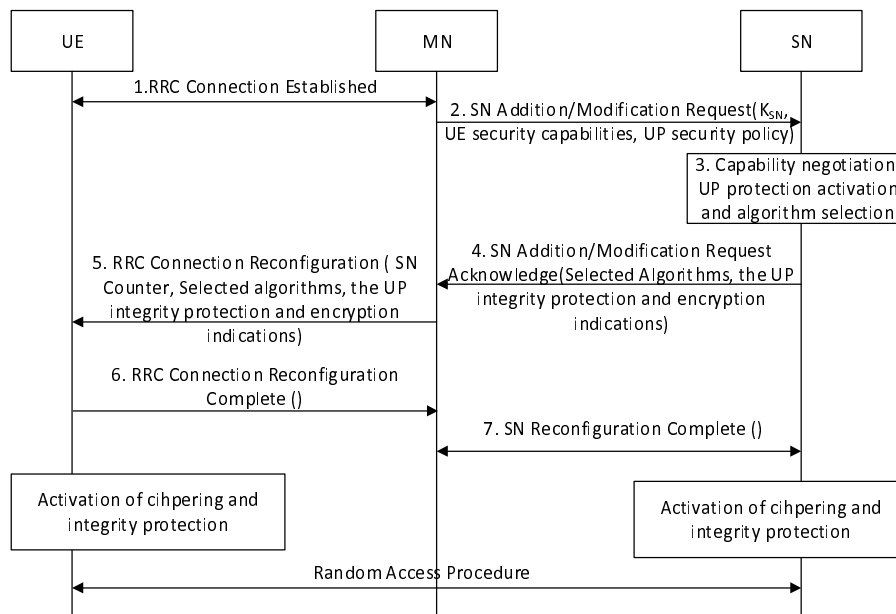 UE
MN
SN
1.RRC Connection Established
2. SN Addition/Modification Request(KSN,
UE security capabilities, UP security policy)
3. Capability negotiation
UP protection activation
and algorithm selection
4. SN Addition/Modification Request
Acknowledge(Selected Algorithms, the UP
integrity protection and encryption
indications)
5. RRC Connection Reconfiguration ( SN
Counter, Selected algorithms, the UP
integrity protection and encryption
indications)
6. RRC Connection Reconfiguration
Complete ()
7. SN Reconfiguration Complete ()
Activation of cihpering and
integrity protection
Activation of cihpering and
integrity protection
Random Access Procedure